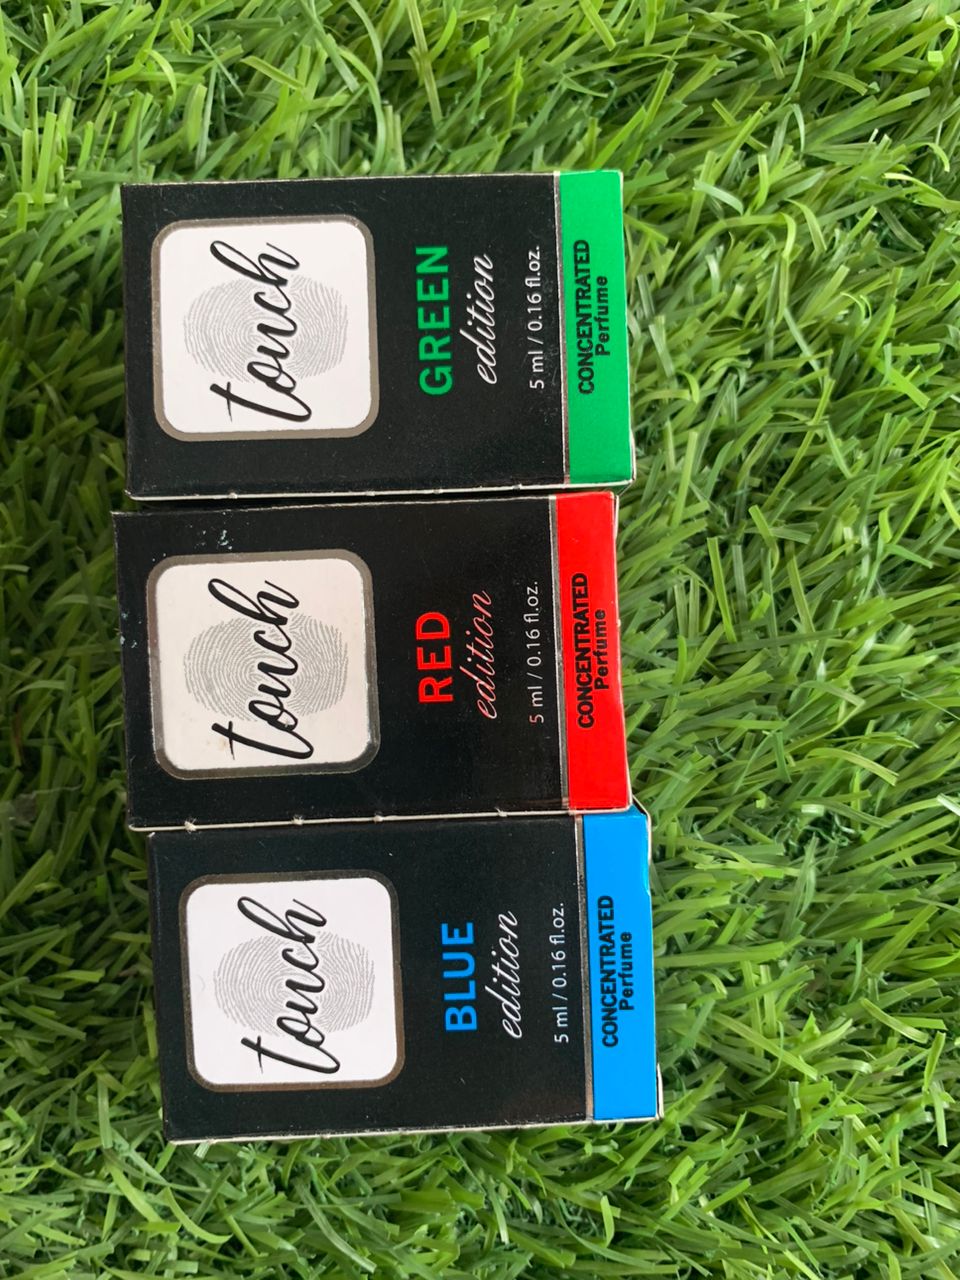 touch
GREEN
edition
5 ml / 0.16 fl.oz.
CONCENTRATED
Perfume
touch
RED
edition
5 ml / 0.16 fl.oz.
CONCENTRATED
Perfume
touch
BLUE
edition
5 ml / 0.16 fl.oz.
CONCENTRATED
Perfume